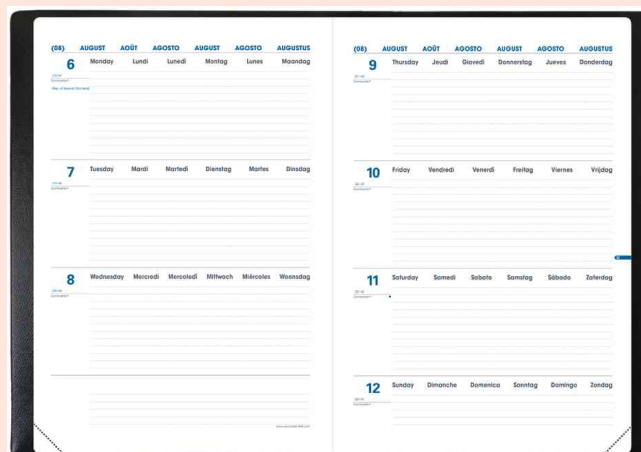 (08) AUGUST AOÛT AGOSTO AUGUST AGOSTO AUGUSTUS
6 Monday Lundi Lunedì Montag Lunes Maandag
7 Tuesday Mardi Martedì Dienstag Martes Dinsdag
8 Wednesday Mercredi Mercoledì Mittwoch Miércoles Woensdag
(08) AUGUST AOÛT AGOSTO AUGUST AGOSTO AUGUSTUS
9 Thursday Jeudi Giovedì Donnerstag Jueves Donderdag
10 Friday Vendredi Venerdì Freitag Viernes Vrijdag
11 Saturday Samedi Sabato Samstag Sábado Zaterdag
12 Sunday Dimanche Domenica Sonntag Domingo Zondag